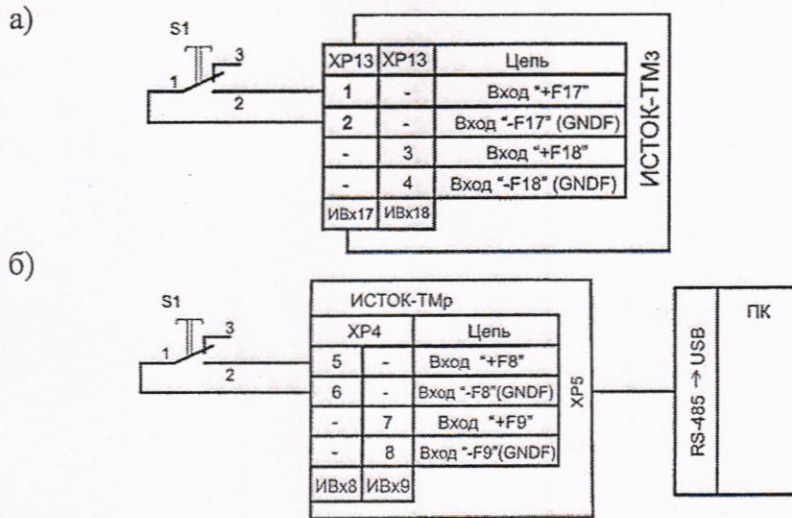 а)
S1
3
1
2
XP13 XP13 Цепь
1 - Вход "+F17"
2 - Вход "-F17" (GNDF)
- 3 Вход "+F18"
- 4 Вход "-F18" (GNDF)
ИВх17 ИВх18
ИСТОК-ТМз
б)
S1
3
1
2
ИСТОК-ТМр
XP4 Цепь
5 - Вход "+F8"
6 - Вход "-F8"(GNDF)
- 7 Вход "+F9"
- 8 Вход "-F9"(GNDF)
ИВх8 ИВх9
XP5
RS-485 → USB
ПК